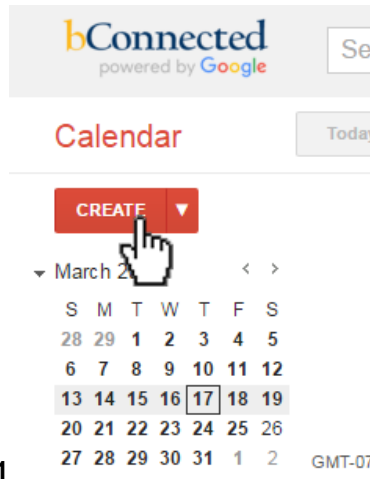 bConnected
Se
powered by Google
Calendar
Today
CREATE
March 2
S M T W T F S
28 29 1 2 3 4 5
6 7 8 9 10 11 12
13 14 15 16 17 18 19
20 21 22 23 24 25 26
27 28 29 30 31 1 2
GMT-07
1